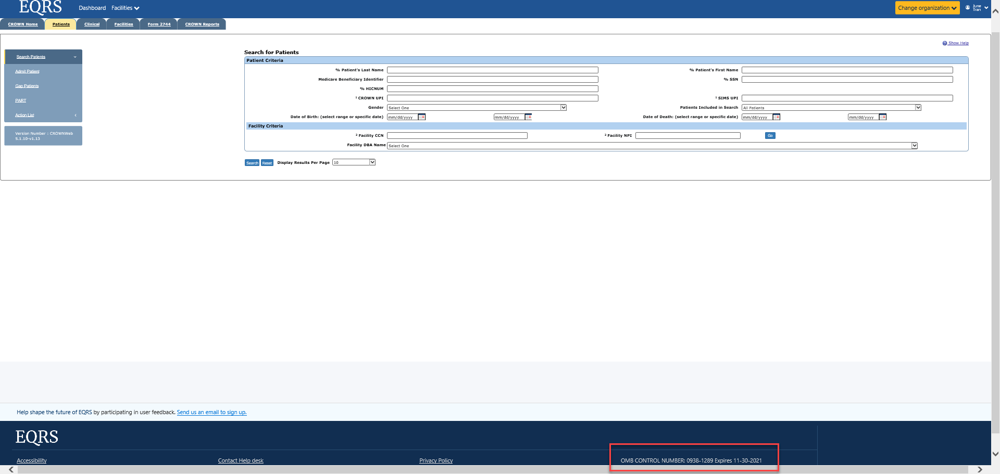 EQRS Dashboard Facilities Change organization June Tran
CROWN Home Patients Clinical Facilities Form 2744 CROWN Reports
Show Help
Search Patients
Admit Patient
Gap Patients
PART
Action List
Version Number : CROWNWeb
5.1.10-v1.13
Search for Patients
Patient Criteria
% Patient's Last Name % Patient's First Name
Medicare Beneficiary Identifier % SSN
% HICNUM
¹ CROWN UPI ¹ SIMS UPI
Gender Select One Patients Included in Search All Patients
Date of Birth: (select range or specific date) mm/dd/yyyy mm/dd/yyyy Date of Death: (select range or specific date) mm/dd/yyyy mm/dd/yyyy
Facility Criteria
² Facility CCN ² Facility NPI Go
Facility DBA Name Select One
Search Reset Display Results Per Page 10
Help shape the future of EQRS by participating in user feedback. Send us an email to sign up.
EQRS
Accessibility Contact Help desk Privacy Policy OMB CONTROL NUMBER: 0938-1289 Expires 11-30-2021